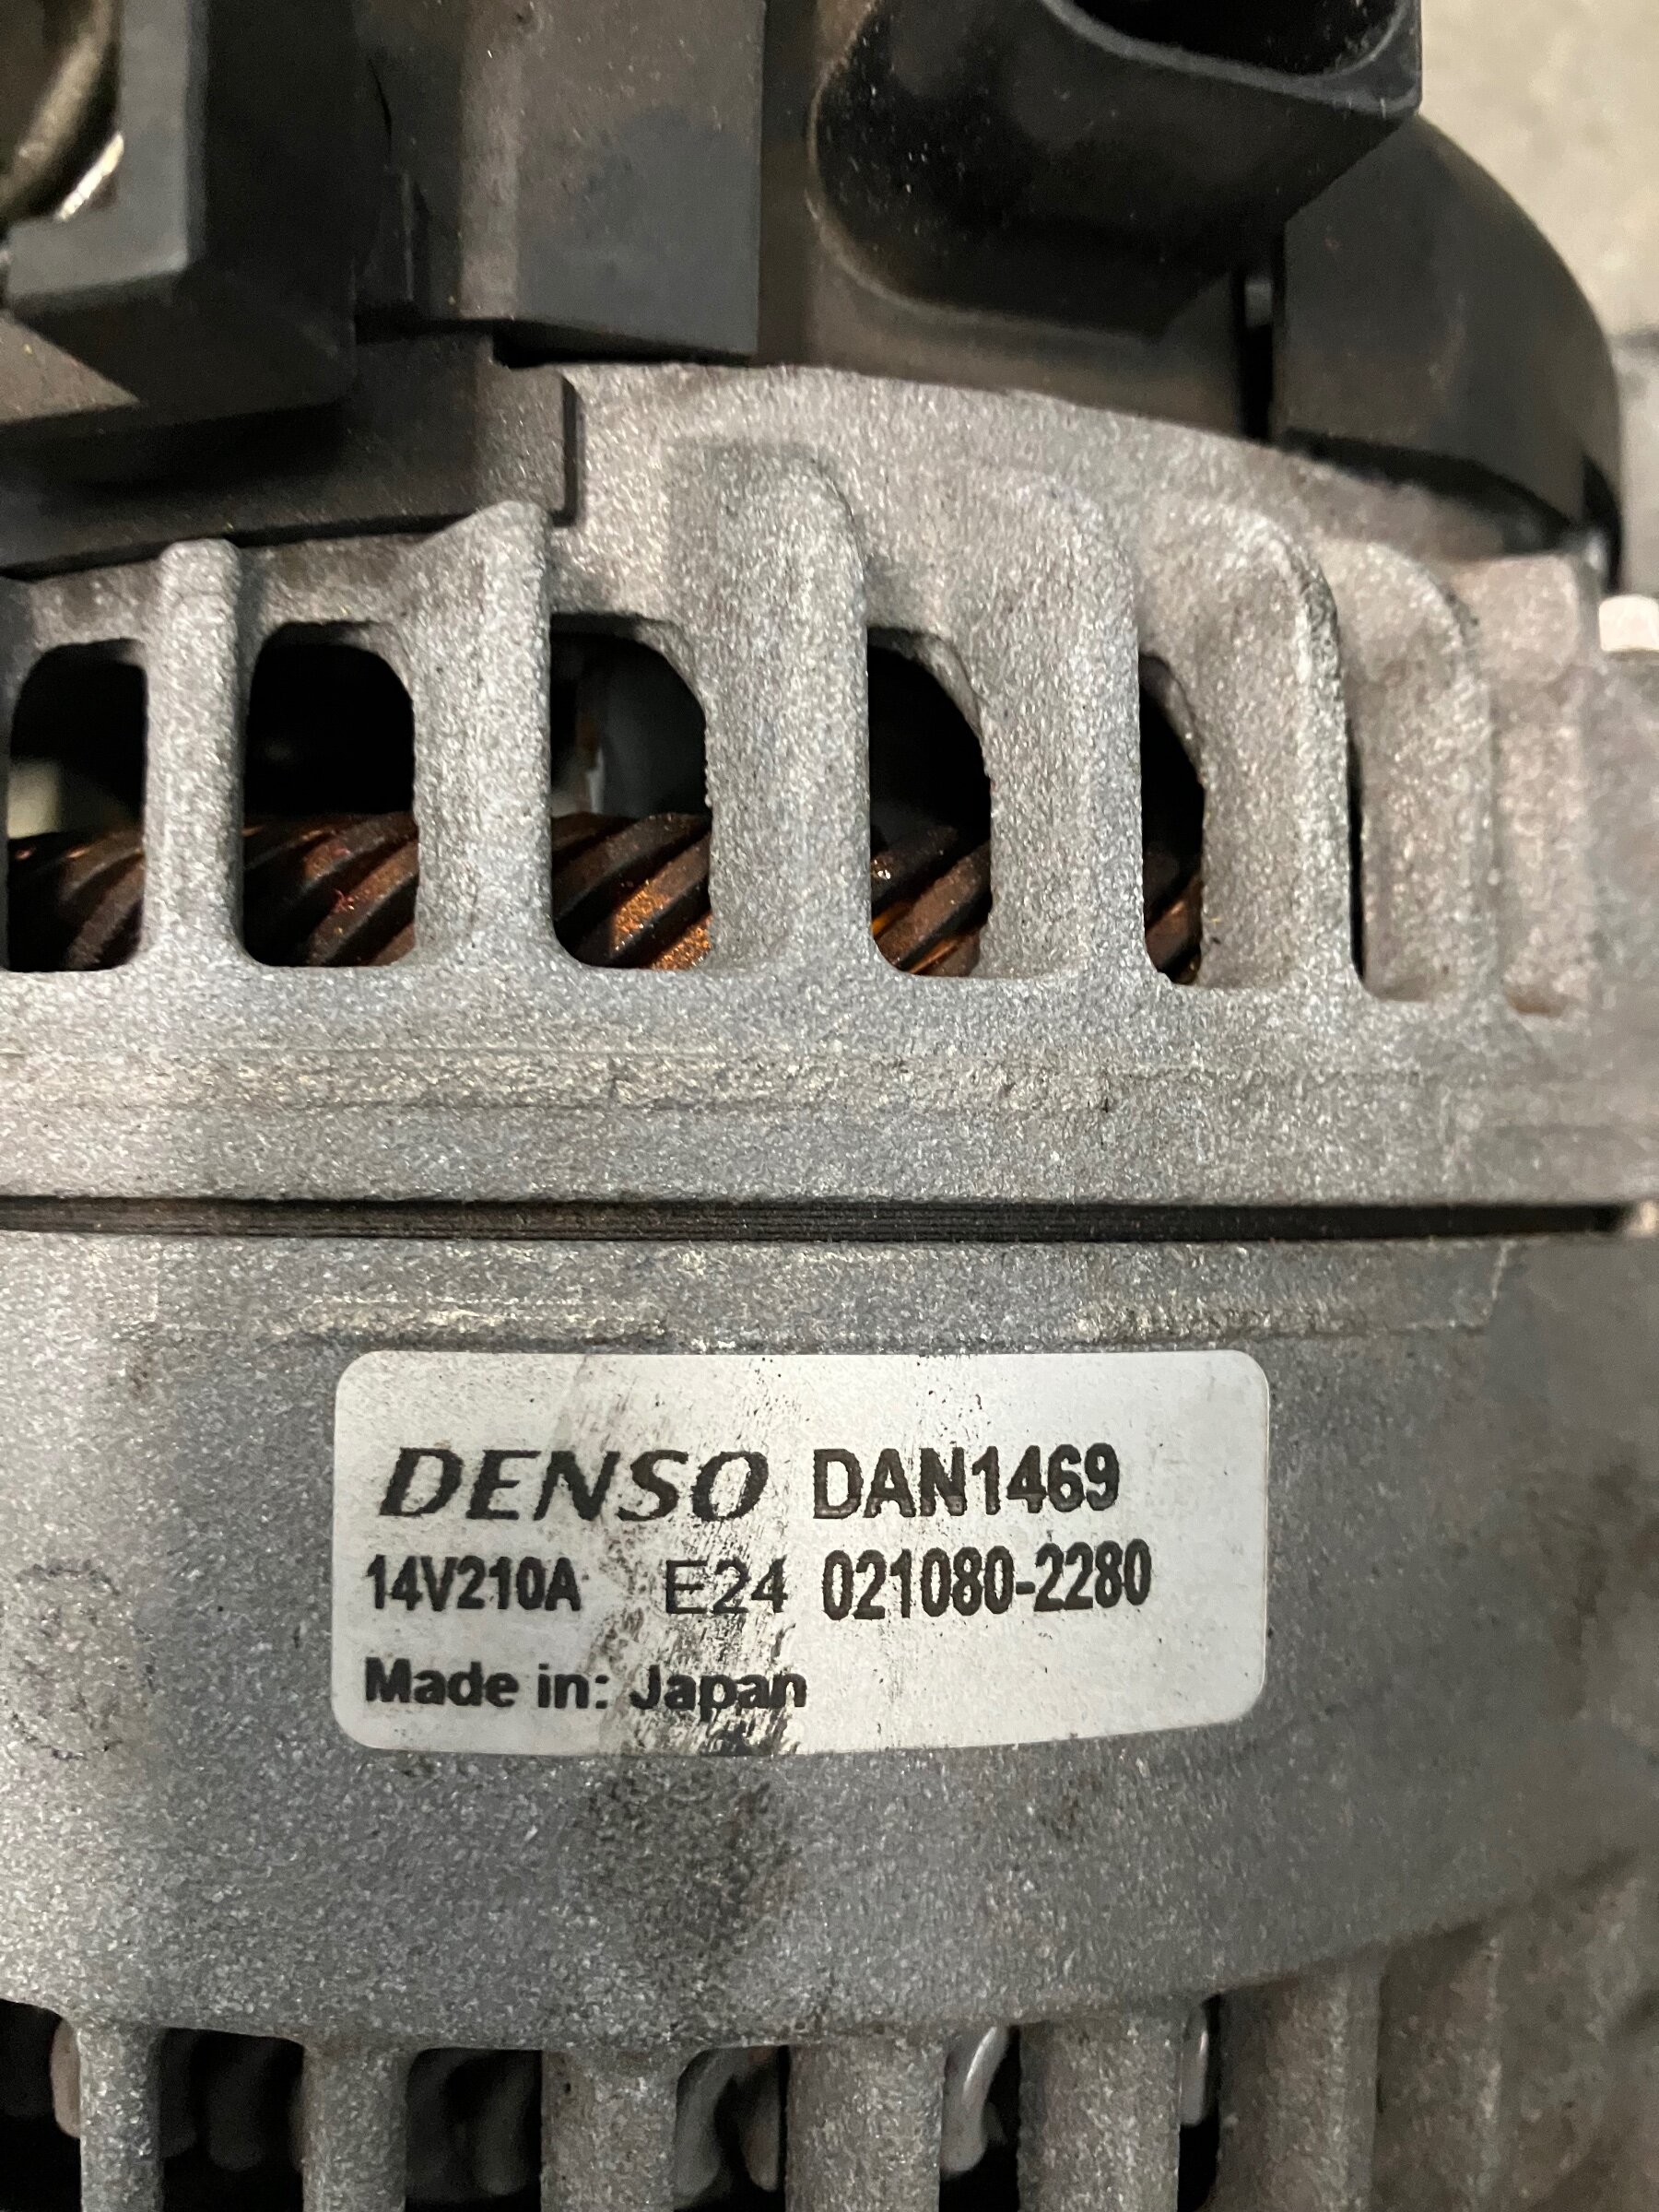 DENSO DAN1469
14V210A E24 021080-2280
Made in: Japan